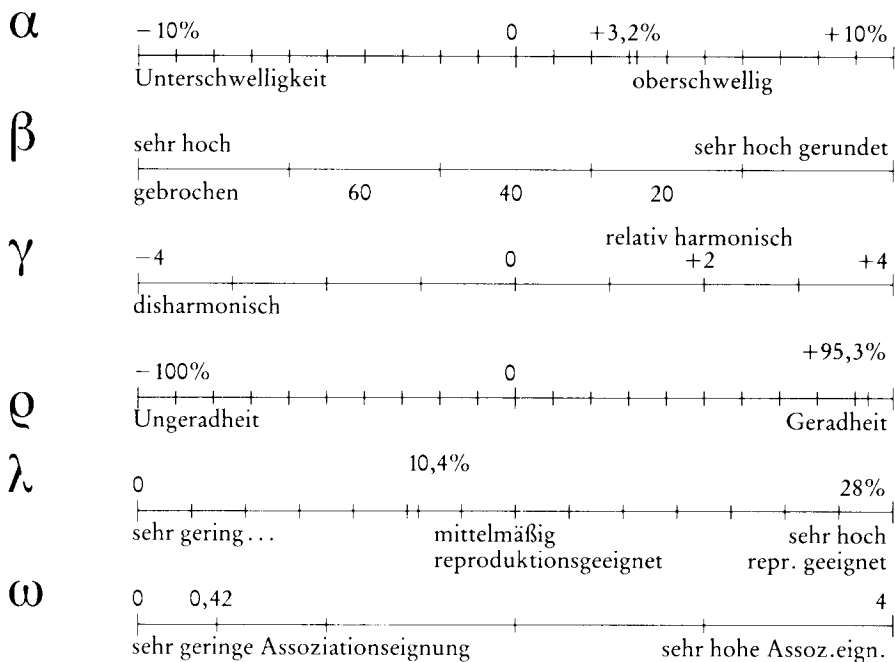 α −10% 0 +3,2% +10%
Unterschwelligkeit oberschwellig
β sehr hoch sehr hoch gerundet
gebrochen 60 40 20
relativ harmonisch
γ −4 0 +2 +4
disharmonisch
+95,3%
−100% 0
ϱ Ungeradheit Geradheit
10,4%
λ 0 28%
sehr gering... mittelmäßig sehr hoch
reproduktionsgeeignet repr. geeignet
ω 0 0,42 4
sehr geringe Assoziationseignung sehr hohe Assoz.eign.